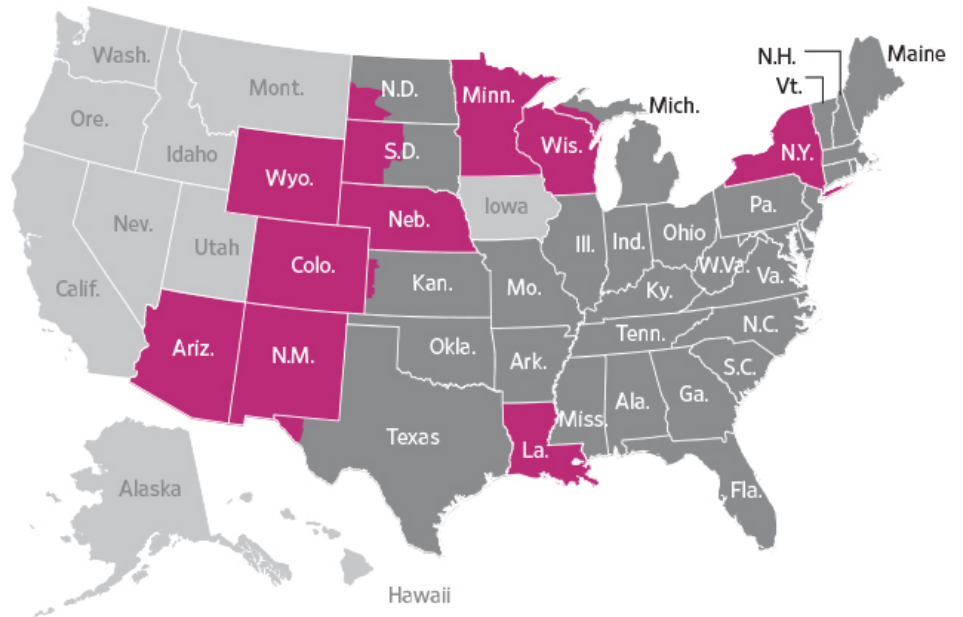 Wash.
N.H.
Maine
Vt.
Mont.
N.D.
Minn.
Mich.
Ore.
Idaho
S.D.
Wis.
N.Y.
Wyo.
Iowa
Pa.
Nev.
Utah
Neb.
Ill.
Ind.
Ohio
Colo.
W.Va.
Va.
Calif.
Kan.
Mo.
Ky.
N.C.
Tenn.
Ariz.
N.M.
Okla.
Ark.
S.C.
Ga.
Ala.
Miss.
Texas
La.
Fla.
Alaska
Hawaii